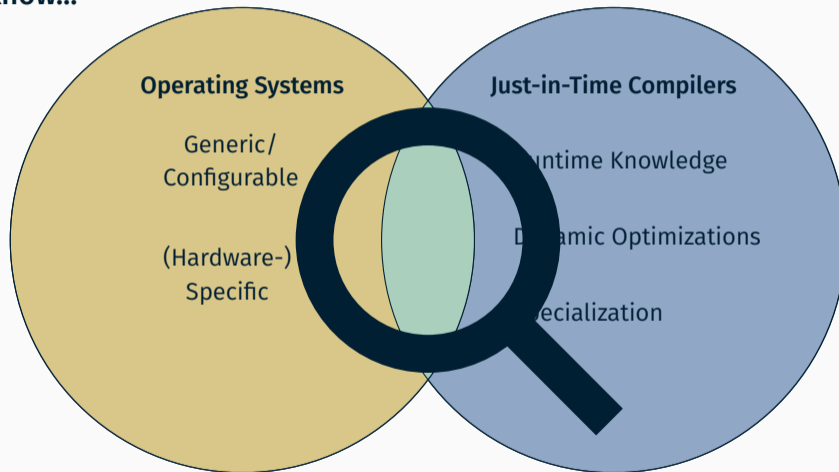 Operating Systems
Just-in-Time Compilers
Generic/
Configurable
(Hardware-)
Specific
Knowledge
Optimizations